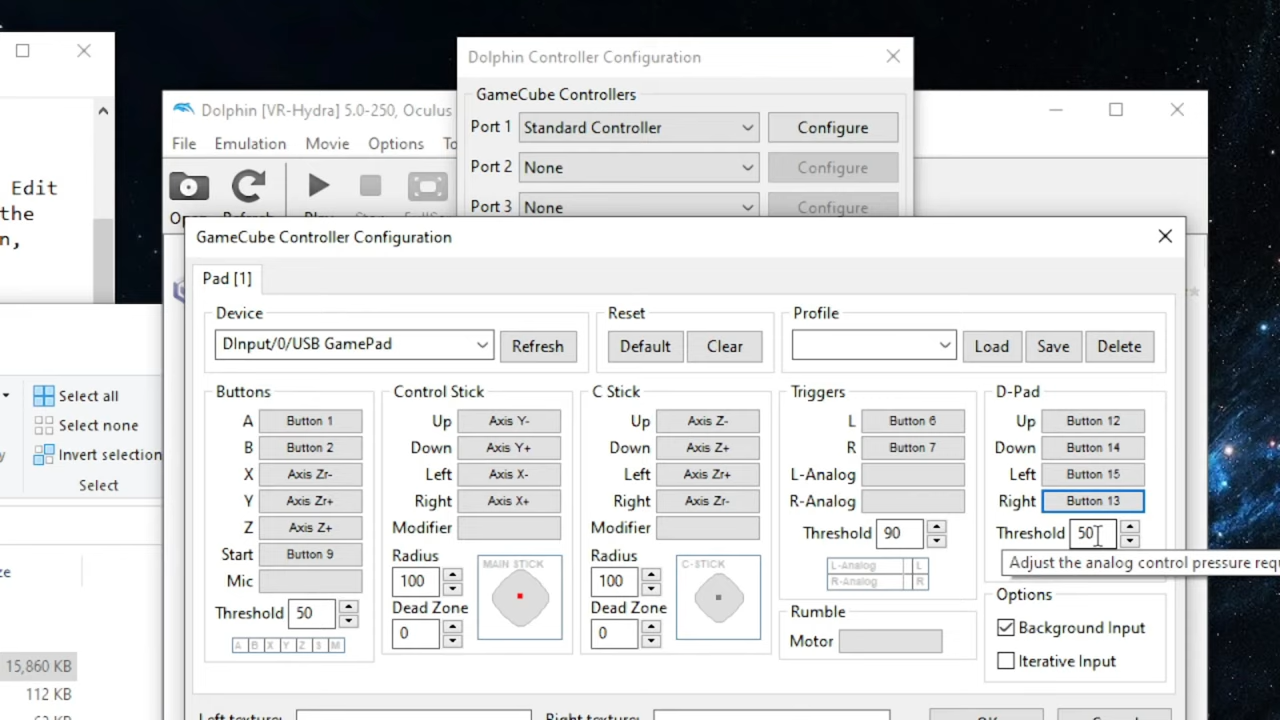 Dolphin Controller Configuration
GameCube Controllers
Dolphin [VR-Hydra] 5.0-250, Oculus
Port 1 Standard Controller Configure
File Emulation Movie Options
Port 2 None Configure
Edit
the
Port 3 None Configure
n,
GameCube Controller Configuration
Pad [1]
Device
DInput/0/USB GamePad Refresh
Reset
Default Clear
Profile
Load Save Delete
Select all
Select none
Invert selection
Select
Buttons
A Button 1
B Button 2
X Axis Zr-
Y Axis Zr+
Z Axis Z+
Start Button 9
Mic
Threshold 50
A B X Y Z S M
Control Stick
Up Axis Y-
Down Axis Y+
Left Axis X-
Right Axis X+
Modifier
Radius
100
MAIN STICK
Dead Zone
0
C Stick
Up Axis Z-
Down Axis Z+
Left Axis Zr+
Right Axis Zr-
Modifier
Radius
100
C-STICK
Dead Zone
0
Triggers
L Button 6
R Button 7
L-Analog
R-Analog
Threshold 90
L-Analog L
R-Analog R
Rumble
Motor
D-Pad
Up Button 12
Down Button 14
Left Button 15
Right Button 13
Threshold 50
Adjust the analog control pressure requ
Options
Background Input
Iterative Input
15,860 KB
112 KB
Left texture:
Right texture: